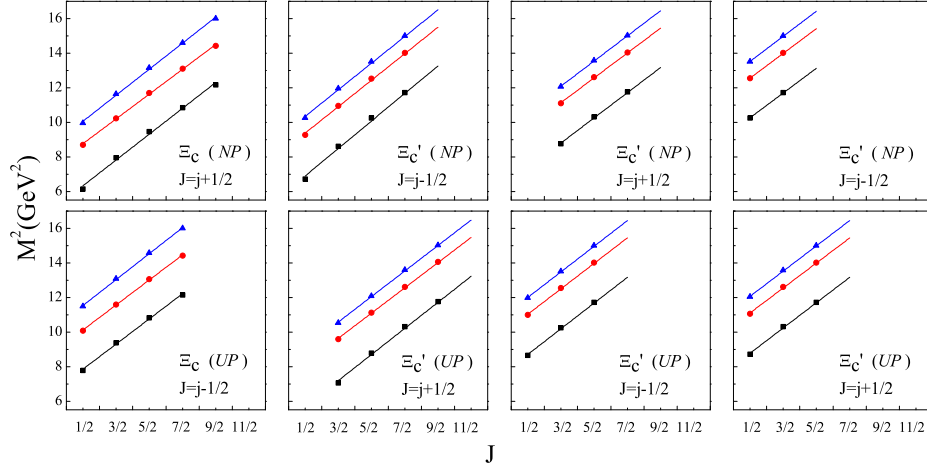 16
14
12
10
8
6
Ξc (NP)
J=j+1/2
Ξc' (NP)
J=j-1/2
Ξc' (NP)
J=j+1/2
Ξc' (NP)
J=j-1/2
M²(GeV²)
16
14
12
10
8
6
Ξc (UP)
J=j-1/2
Ξc' (UP)
J=j+1/2
Ξc' (UP)
J=j-1/2
Ξc' (UP)
J=j+1/2
1/2 3/2 5/2 7/2 9/2 11/2 1/2 3/2 5/2 7/2 9/2 11/2 1/2 3/2 5/2 7/2 9/2 11/2 1/2 3/2 5/2 7/2 9/2 11/2
J